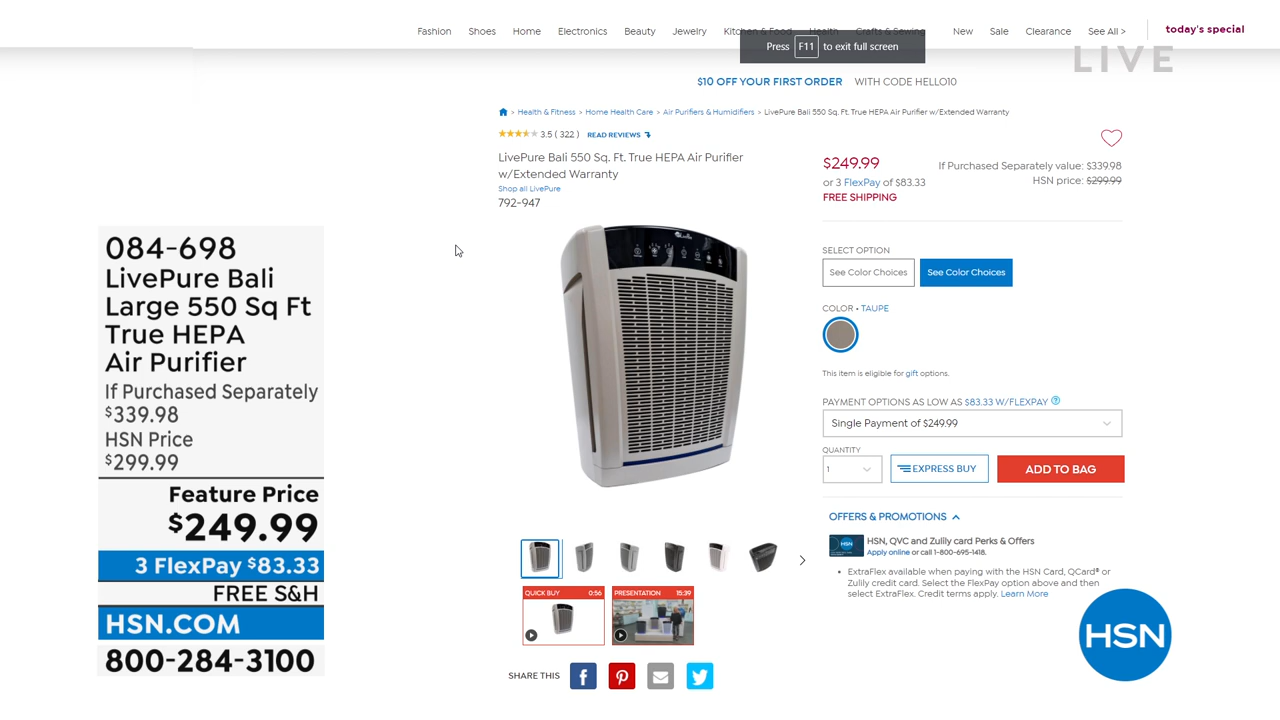 Fashion Shoes Home Electronics Beauty Jewelry Kitchen & Food Health Crafts & Sewing New Sale Clearance See All > today's special
Press F11 to exit full screen
LIVE
$10 OFF YOUR FIRST ORDER WITH CODE HELLO10
> Health & Fitness > Home Health Care > Air Purifiers & Humidifiers > LivePure Bali 550 Sq. Ft. True HEPA Air Purifier w/Extended Warranty
3.5 ( 322 ) READ REVIEWS
LivePure Bali 550 Sq. Ft. True HEPA Air Purifier
w/Extended Warranty
Shop all LivePure
792-947
$249.99
or 3 FlexPay of $83.33
FREE SHIPPING
If Purchased Separately value: $339.98
HSN price: $299.99
SELECT OPTION
See Color Choices See Color Choices
COLOR • TAUPE
This item is eligible for gift options.
PAYMENT OPTIONS AS LOW AS $83.33 W/FLEXPAY ?
Single Payment of $249.99
QUANTITY
1 EXPRESS BUY ADD TO BAG
OFFERS & PROMOTIONS
HSN
HSN, QVC and Zulily card Perks & Offers
Apply online or call 1-800-695-1418.
• ExtraFlex available when paying with the HSN Card, QCard® or
Zulily credit card. Select the FlexPay option above and then
select ExtraFlex. Credit terms apply. Learn More
QUICK BUY 0:56 PRESENTATION 15:39
SHARE THIS
084-698
LivePure Bali
Large 550 Sq Ft
True HEPA
Air Purifier
If Purchased Separately
$339.98
HSN Price
$299.99
Feature Price
$249.99
3 FlexPay $83.33
FREE S&H
HSN.COM
800-284-3100
HSN